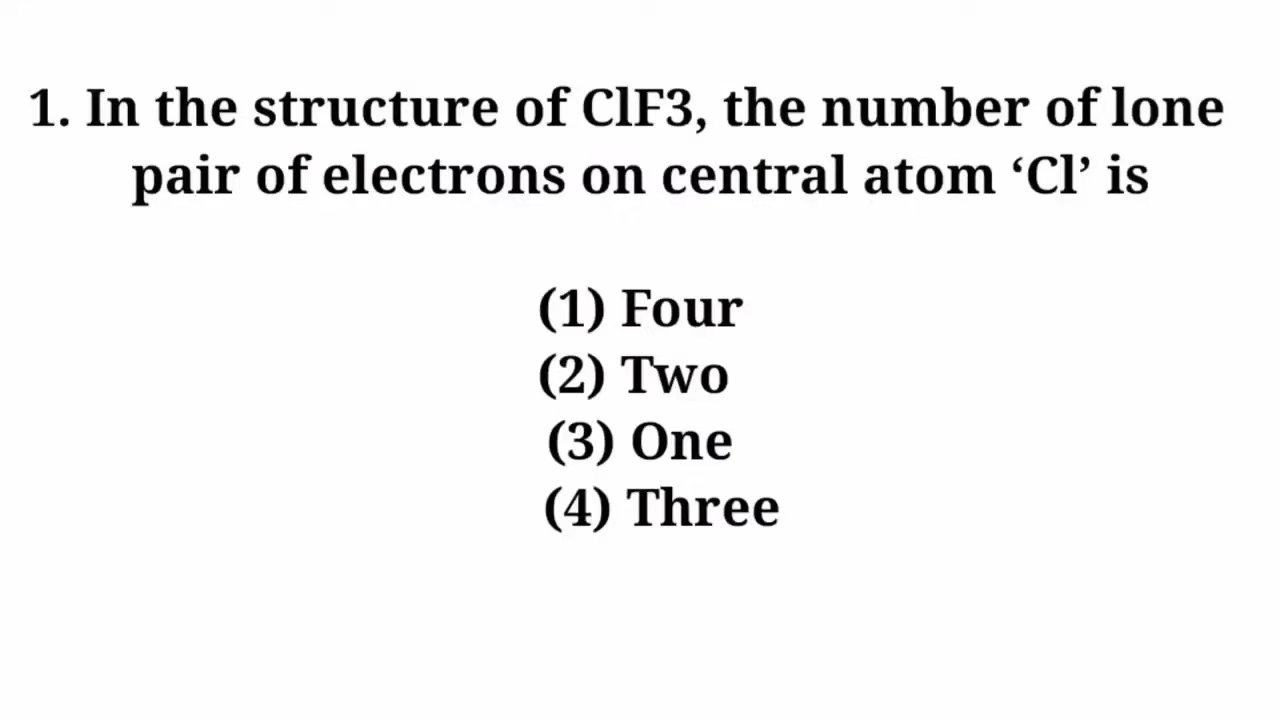 1. In the structure of ClF3, the number of lone
pair of electrons on central atom ‘Cl’ is
(1) Four
(2) Two
(3) One
(4) Three